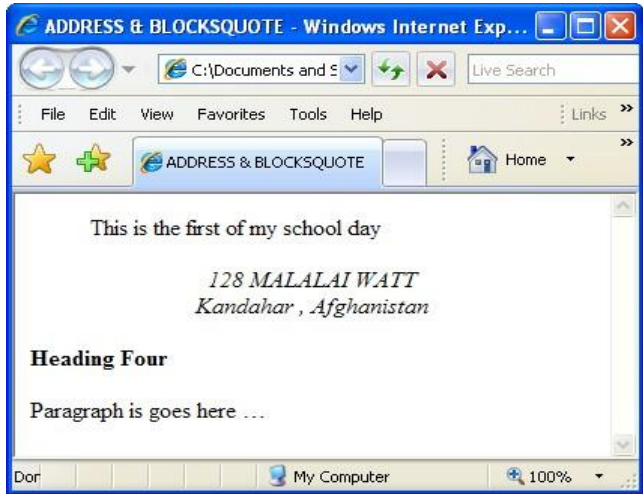 ADDRESS & BLOCKSQUOTE - Windows Internet Exp...
C:\Documents and S
Live Search
File Edit View Favorites Tools Help Links »
ADDRESS & BLOCKSQUOTE Home »
This is the first of my school day
128 MALALAI WATT
Kandahar , Afghanistan
Heading Four
Paragraph is goes here …
Dor My Computer 100%